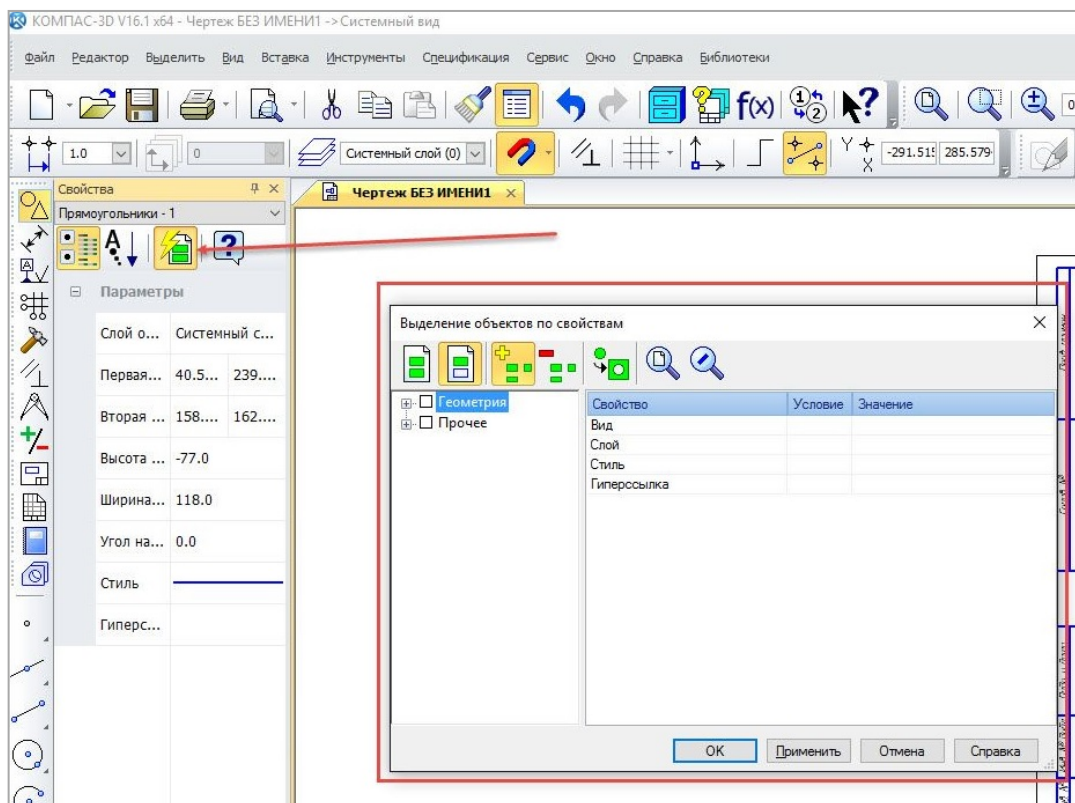 КОМПАС-3D V16.1 x64 - Чертеж БЕЗ ИМЕНИ1 ->Системный вид
Файл Редактор Выделить Вид Вставка Инструменты Спецификация Сервис Окно Справка Библиотеки
f(x)
1.0 0 Системный слой (0) Y X -291.515 285.579
Свойства
Чертеж БЕЗ ИМЕНИ1
Прямоугольники - 1
Параметры
Слой о... Системный с...
Первая... 40.5... 239....
Вторая ... 158.... 162....
Высота ... -77.0
Ширина... 118.0
Угол на... 0.0
Стиль
Гиперс...
Выделение объектов по свойствам
Геометрия
Прочее
Свойство Условие Значение
Вид
Слой
Стиль
Гиперссылка
OK Применить Отмена Справка